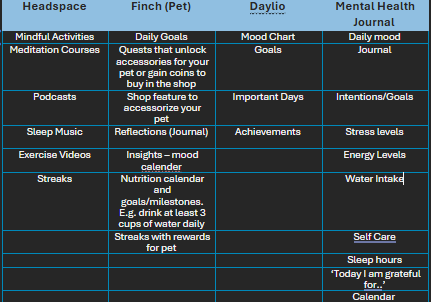 Headspace Finch (Pet) Daylio Mental Health
Journal
Mindful Activities Daily Goals Mood Chart Daily mood
Meditation Courses Quests that unlock Goals Journal
accessories for your
pet or gain coins to
buy in the shop
Podcasts Shop feature to Important Days Intentions/Goals
accessorize your
pet
Sleep Music Reflections (Journal) Achievements Stress levels
Exercise Videos Insights – mood Energy Levels
calender
Streaks Nutrition calendar Water Intake
and
goals/milestones.
E.g. drink at least 3
cups of water daily
Streaks with rewards Self Care
for pet
Sleep hours
‘Today I am grateful
for..’
Calendar